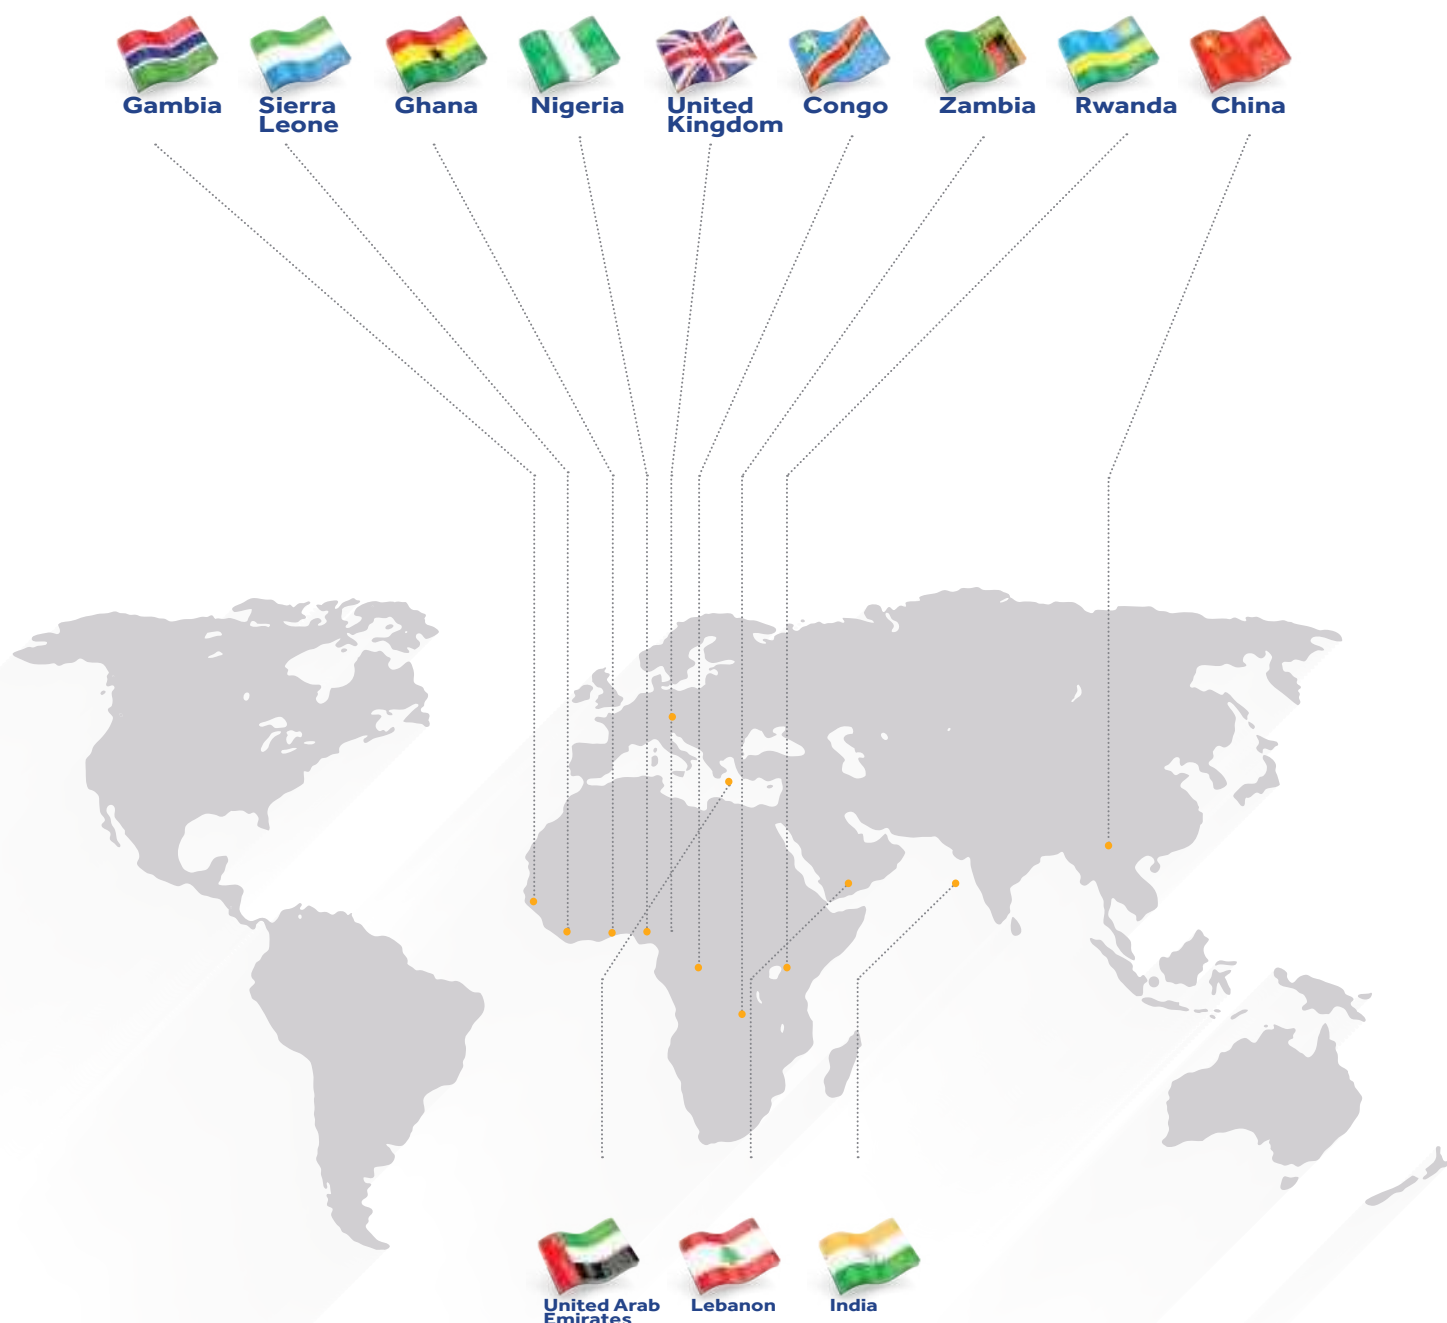 Gambia
Sierra
Leone
Ghana
Nigeria
United
Kingdom
Congo
Zambia
Rwanda
China
United Arab
Emirates
Lebanon
India